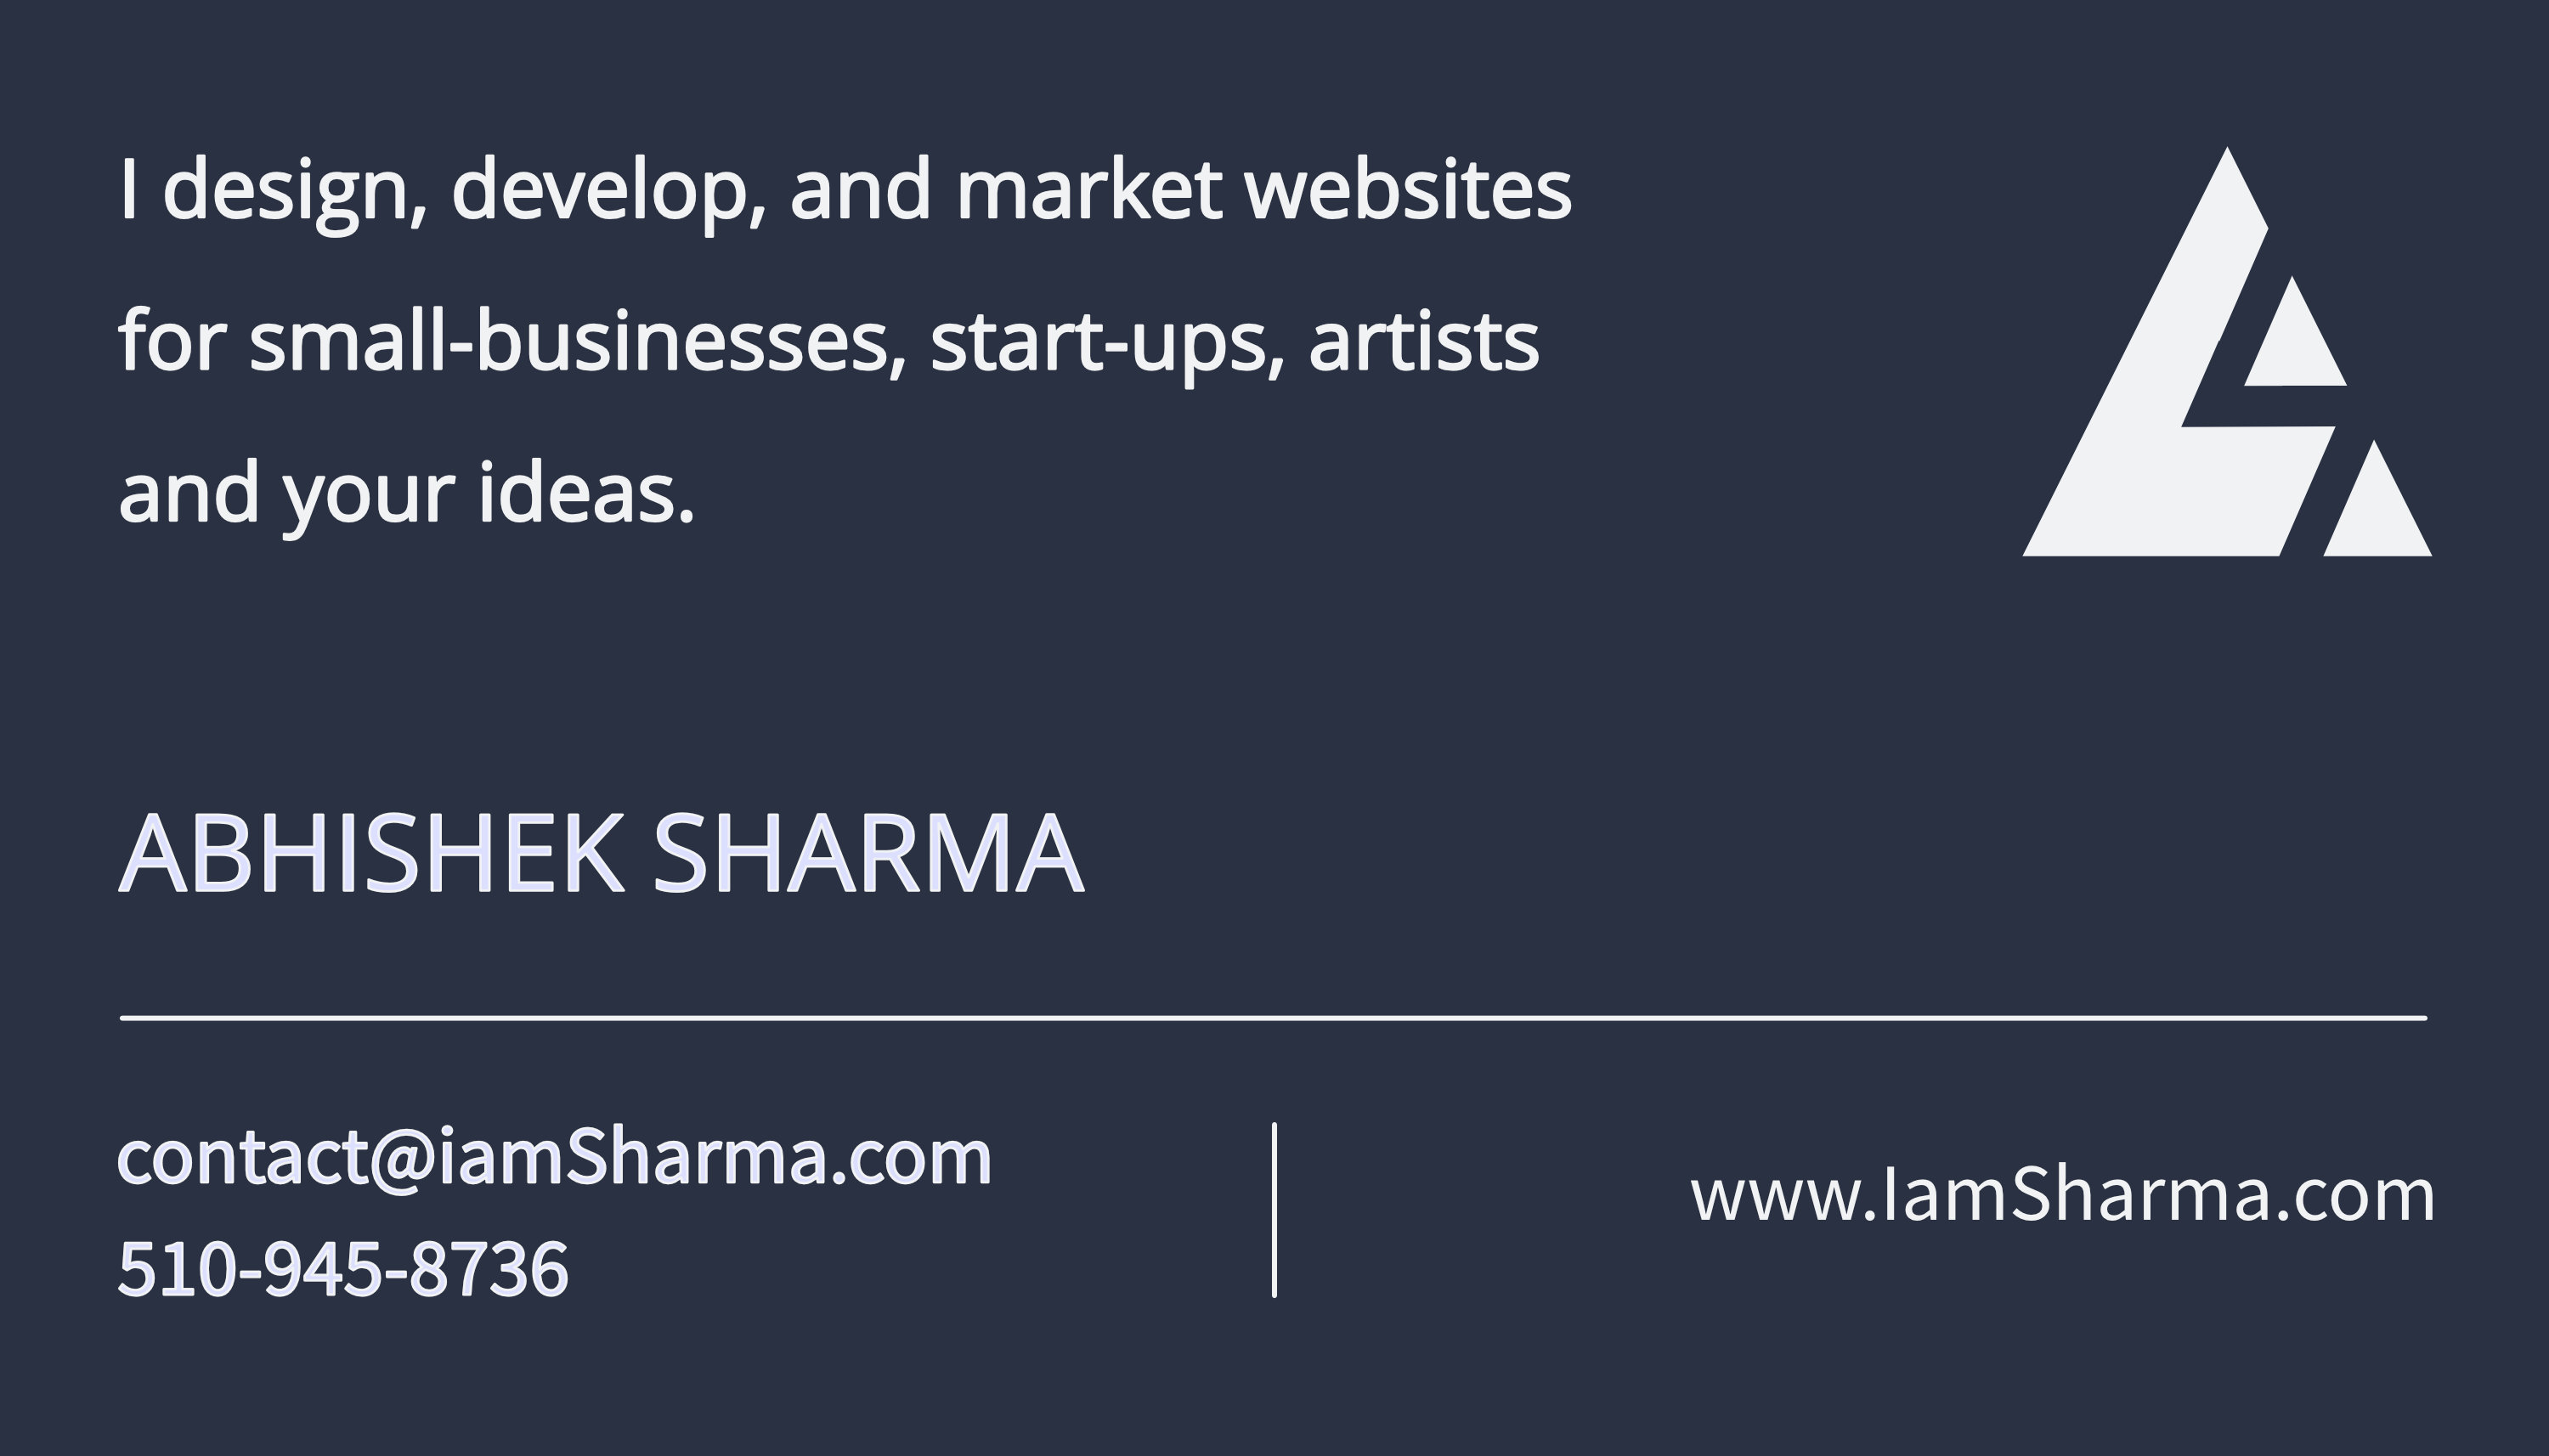 I design, develop, and market websites
for small-businesses, start-ups, artists
and your ideas.
ABHISHEK SHARMA
contact@iamSharma.com
510-945-8736
www.IamSharma.com